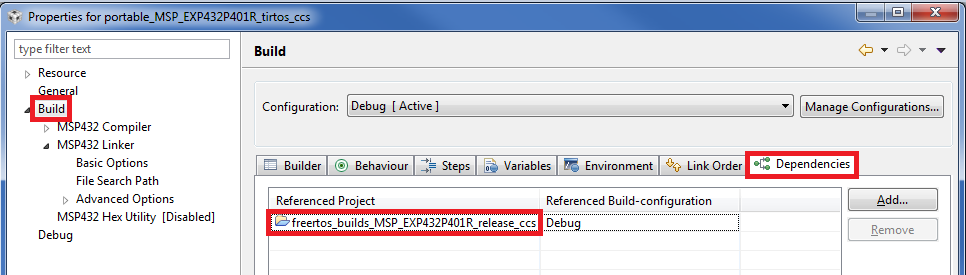 Properties for portable_MSP_EXP432P401R_tirtos_ccs
type filter text
Resource
General
Build
MSP432 Compiler
MSP432 Linker
Basic Options
File Search Path
Advanced Options
MSP432 Hex Utility [Disabled]
Debug
Build
Configuration: Debug [ Active ] Manage Configurations...
Builder Behaviour Steps Variables Environment Link Order Dependencies
Referenced Project Referenced Build-configuration
freertos_builds_MSP_EXP432P401R_release_ccs Debug
Add...
Remove